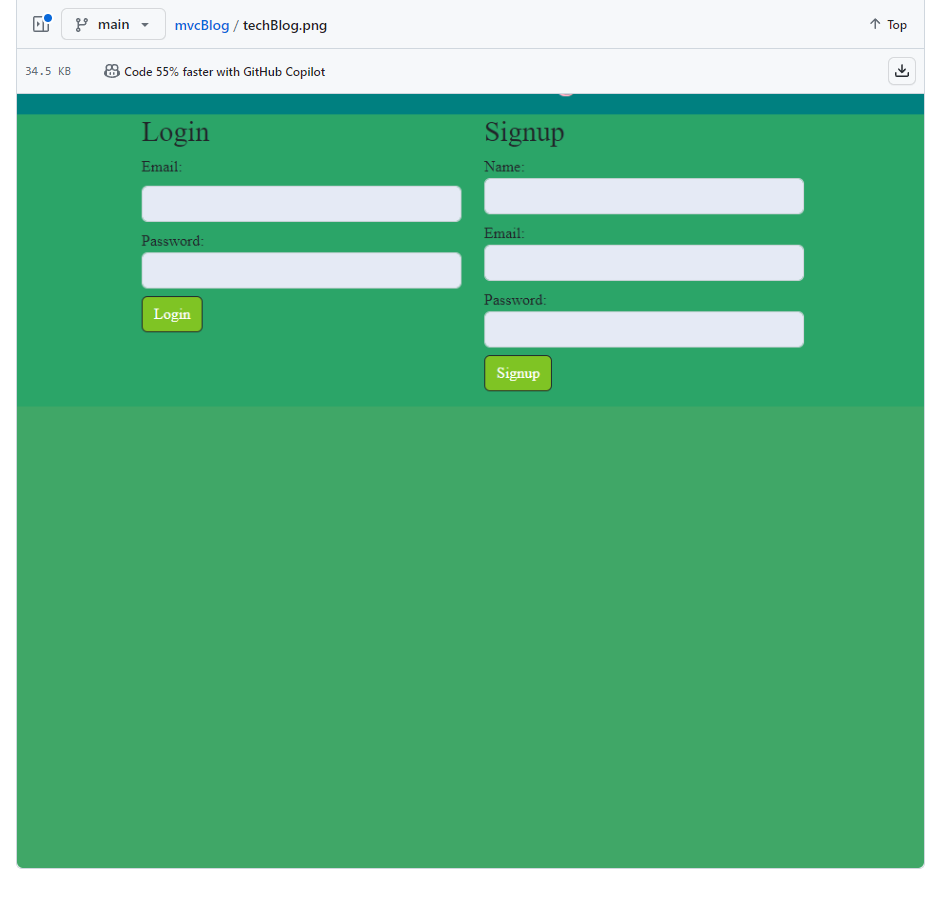 main mvcBlog / techBlog.png Top
34.5 KB Code 55% faster with GitHub Copilot
Login
Email:
Password:
Login
Signup
Name:
Email:
Password:
Signup